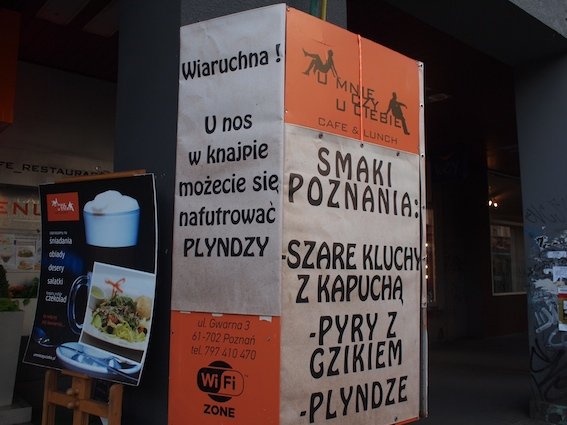 Wiaruchna !
U nos
w knajpie
możecie się
nafutrować
PLYNDZY
ul. Gwarna 3
61-702 Poznań
tel. 797 410 470
WiFi
ZONE
U MNIE
CZY
U CIEBIE
CAFE & LUNCH
SMAKI
POZNANIA:
-SZARE KLUCHY
Z KAPUCHĄ
-PYRY Z
GZIKIEM
-PLYNDZE
śniadania
obiady
desery
sałatki
czekolad